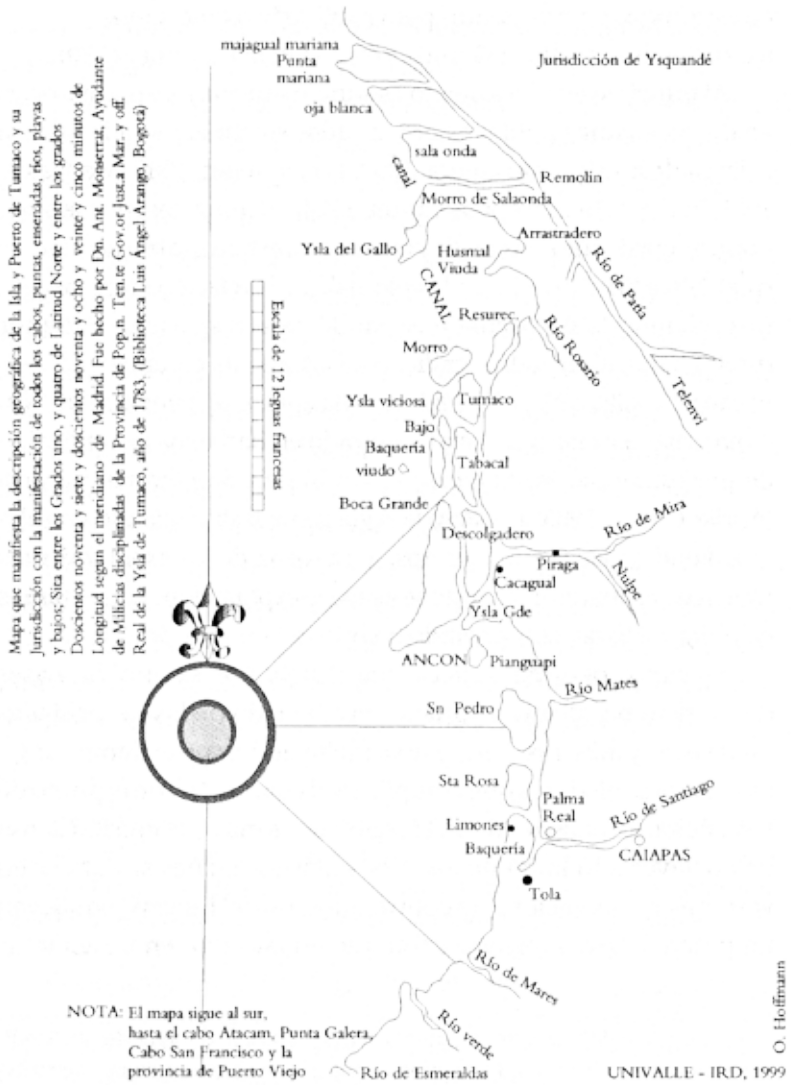 Mapa que manifiesta la descripción geográfica de la Isla y Puerto de Tumaco y su
Jurisdicción con la manifestación de todos los cabos, puntas, ensenadas, ríos, playas
y bajos; Sita entre los Grados uno, y quatro de Latitud Norte y entre los grados
Doscientos noventa y siete y doscientos noventa y ocho y veinte y cinco minutos de
Longitud segun el meridiano de Madrid. Fue hecho por Dn. Ant. Monserrat, Ayudante
de Milicias disciplinadas de la Provincia de Pop.n. Ten.te Gov.or Just.a Mar. y off.
Real de la Ysla de Tumaco, año de 1783. (Biblioteca Luis Ángel Arango, Bogotá)
majagual mariana
Punta
mariana
Jurisdicción de Ysquandé
oja blanca
sala onda
canal
Remolin
Morro de Salaonda
Arrastradero
Ysla del Gallo
Husmal
Viuda
Río de Patía
CANAL
Resurec.
Río Rosario
Escala de 12 leguas francesas
Morro
Telenvi
Ysla viciosa
Tumaco
Bajo
Baquería
viudo
Tabacal
Boca Grande
Descolgadero
Río de Mira
Piraga
Nulpe
Cacagual
Ysla Gde
ANCON
Pianguapi
Río Mates
Sn Pedro
Sta Rosa
Palma
Real
Río de Santiago
Limones
Baquería
CAIAPAS
Tola
Río de Mares
Río verde
Río de Esmeraldas
NOTA: El mapa sigue al sur,
hasta el cabo Atacam, Punta Galera,
Cabo San Francisco y la
provincia de Puerto Viejo
O. Hoffmann
UNIVALLE - IRD, 1999